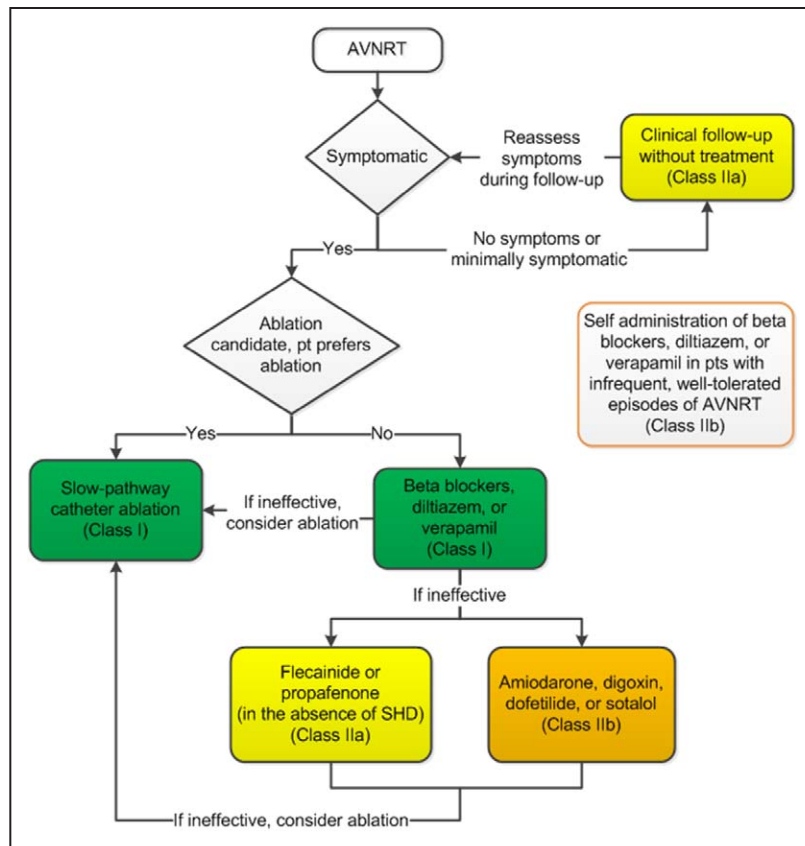 AVNRT
Symptomatic
Reassess
symptoms
during follow-up
Clinical follow-up
without treatment
(Class IIa)
Yes
No symptoms or
minimally symptomatic
Ablation
candidate, pt prefers
ablation
Self administration of beta
blockers, diltiazem, or
verapamil in pts with
infrequent, well-tolerated
episodes of AVNRT
(Class IIb)
Yes
No
Slow-pathway
catheter ablation
(Class I)
If ineffective,
consider ablation
Beta blockers,
diltiazem, or
verapamil
(Class I)
If ineffective
Flecainide or
propafenone
(in the absence of SHD)
(Class IIa)
Amiodarone, digoxin,
dofetilide, or sotalol
(Class IIb)
If ineffective, consider ablation